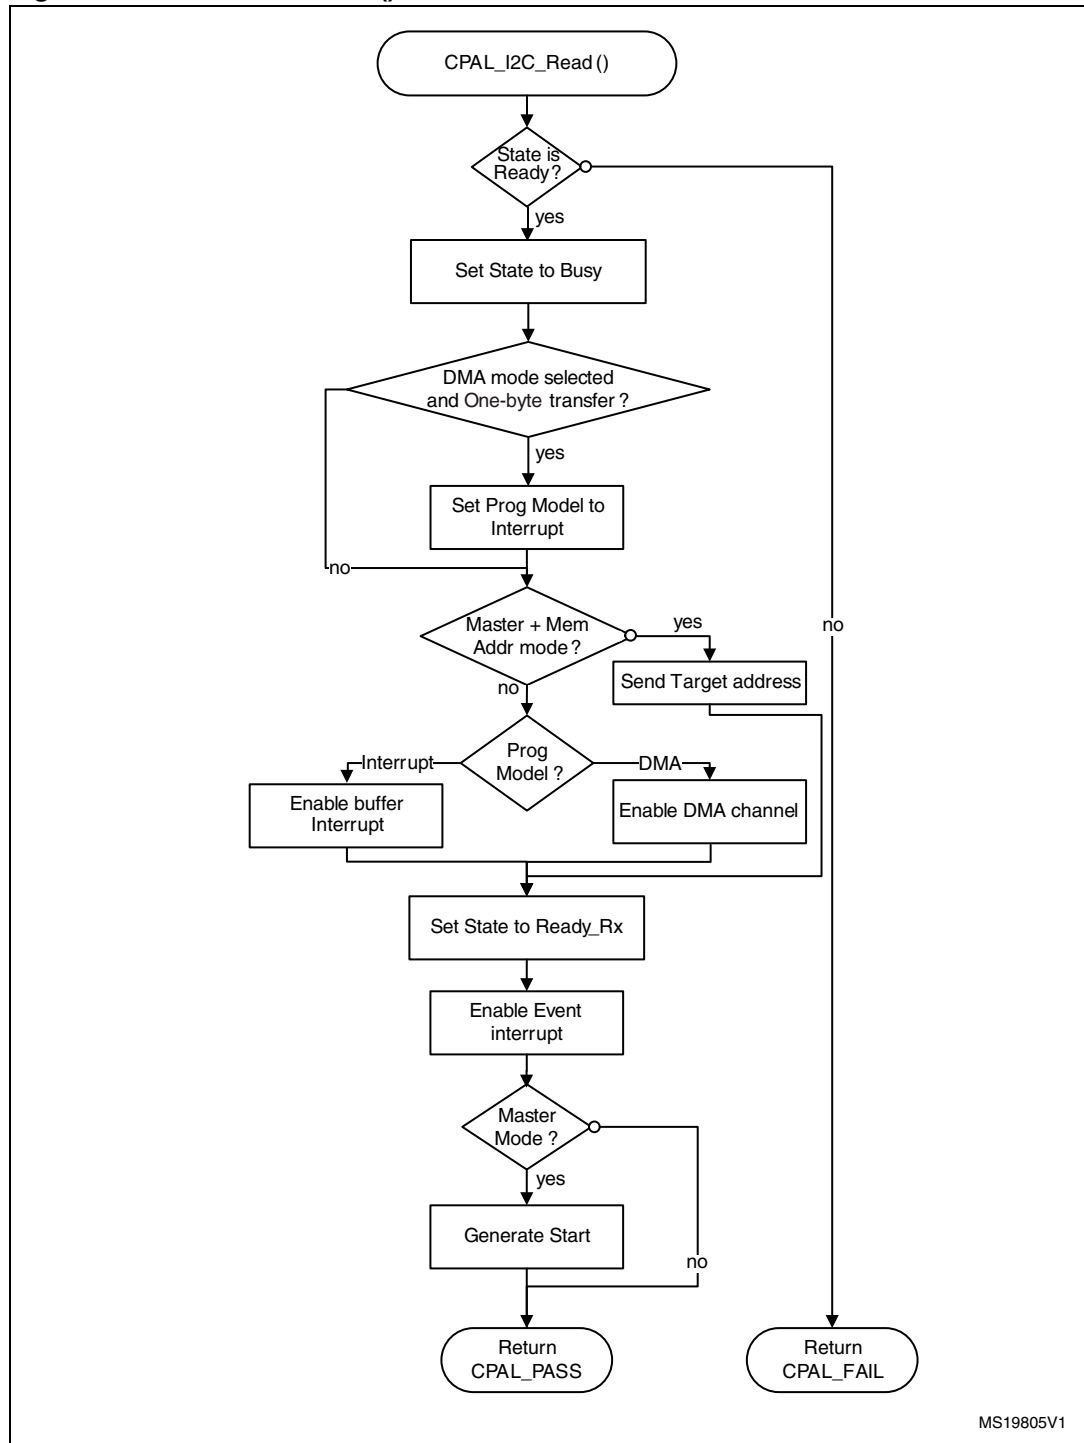 CPAL_I2C_Read ()
State is
Ready ?
yes
Set State to Busy
DMA mode selected
and One-byte transfer ?
yes
Set Prog Model to
Interrupt
no
Master + Mem
Addr mode ?
yes
no
Send Target address
no
Prog
Model ?
Interrupt
DMA
Enable buffer
Interrupt
Enable DMA channel
Set State to Ready_Rx
Enable Event
interrupt
Master
Mode ?
yes
Generate Start
no
Return
CPAL_PASS
Return
CPAL_FAIL
MS19805V1